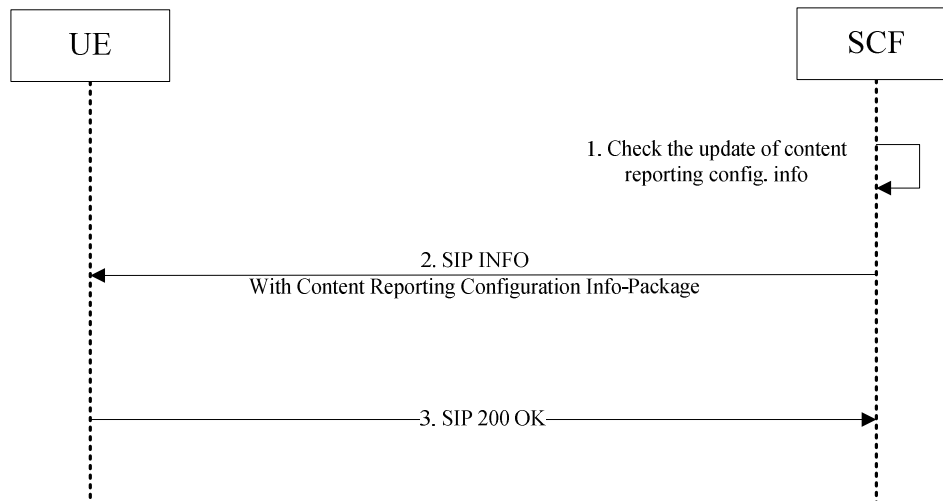 UE
SCF
1. Check the update of content
reporting config. info
2. SIP INFO
With Content Reporting Configuration Info-Package
3. SIP 200 OK